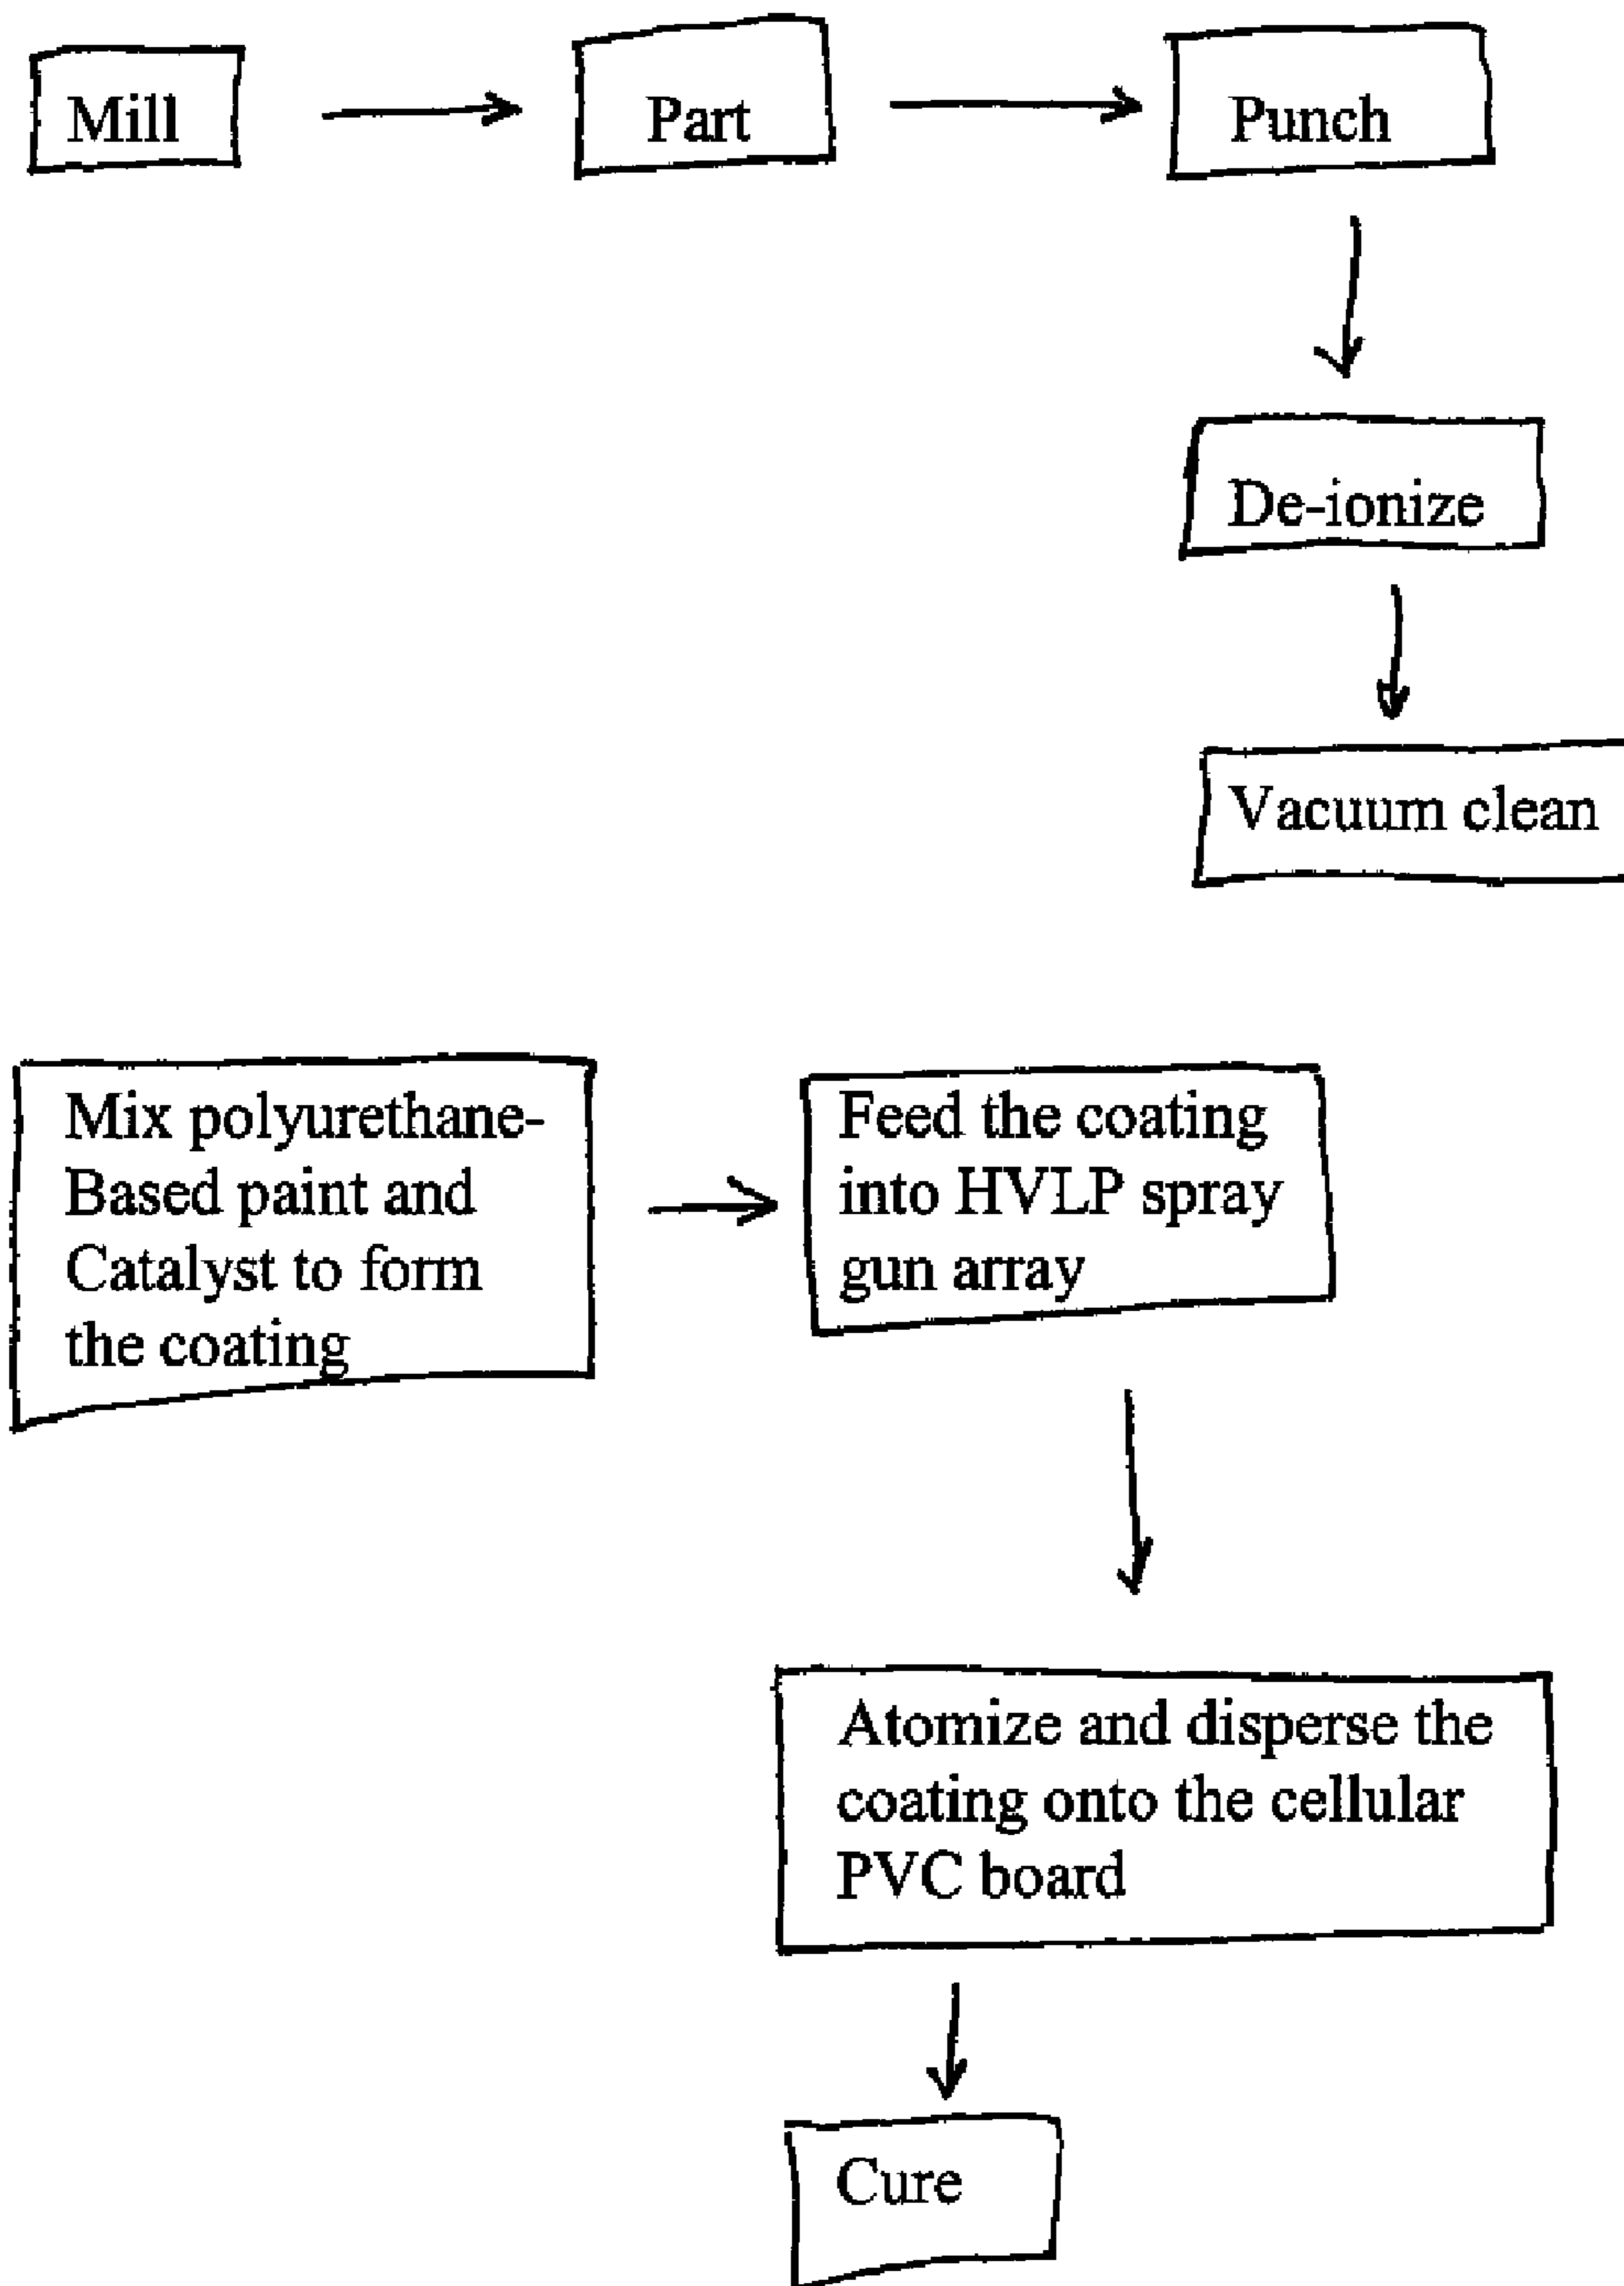 Mill
Part
Punch
De-ionize
Vacuum clean
Mix polyurethane-
Based paint and
Catalyst to form
the coating
Feed the coating
into HVLP spray
gun array
Atomize and disperse the
coating onto the cellular
PVC board
Cure